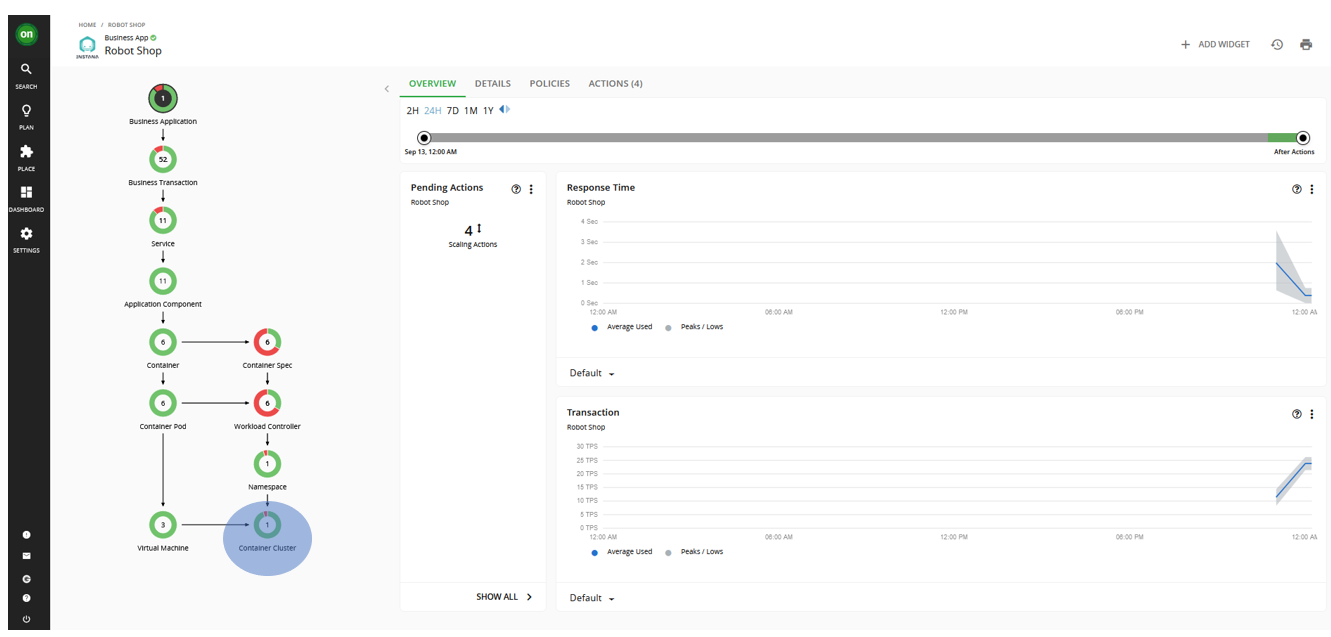 on
SEARCH
PLAN
PLACE
DASHBOARD
SETTINGS
HOME / ROBOT SHOP
INSTANA
Business App
Robot Shop
ADD WIDGET
1
Business Application
52
Business Transaction
11
Service
11
Application Component
6
Container
6
Container Spec
6
Container Pod
6
Workload Controller
1
Namespace
3
Virtual Machine
1
Container Cluster
OVERVIEW DETAILS POLICIES ACTIONS (4)
2H 24H 7D 1M 1Y
Sep 13, 12:00 AM
After Actions
Pending Actions
Robot Shop
4
Scaling Actions
SHOW ALL
Response Time
Robot Shop
4 Sec
3 Sec
2 Sec
1 Sec
0 Sec
12:00 AM 06:00 AM 12:00 PM 06:00 PM 12:00 AM
Average Used Peaks / Lows
Default
Transaction
Robot Shop
30 TPS
25 TPS
20 TPS
15 TPS
10 TPS
5 TPS
0 TPS
12:00 AM 06:00 AM 12:00 PM 06:00 PM 12:00 AM
Average Used Peaks / Lows
Default